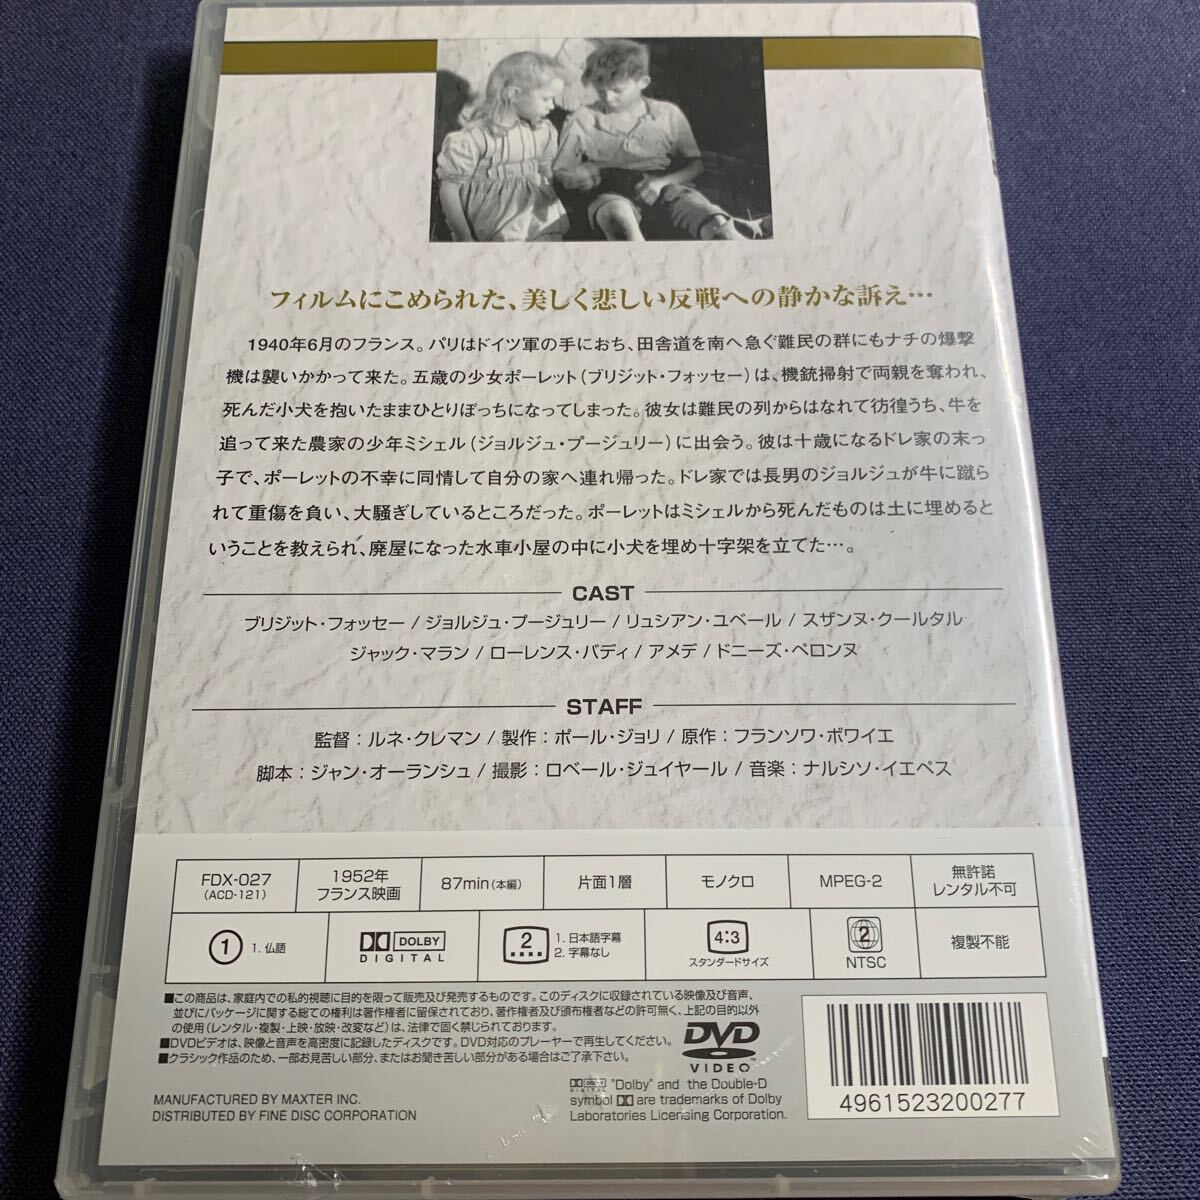 フィルムにこめられた、美しく悲しい反戦への静かな訴え…
1940年6月のフランス。パリはドイツ軍の手におち、田舎道を南へ急ぐ難民の群にもナチの爆撃
機は襲いかかって来た。五歳の少女ポーレット(ブリジット・フォッセー)は、機銃掃射で両親を奪われ、
死んだ小犬を抱いたままひとりぼっちになってしまった。彼女は難民の列からはなれて彷徨うち、牛を
追って来た農家の少年ミシェル(ジョルジュ・プージュリー)に出会う。彼は十歳になるドレ家の末っ
子で、ポーレットの不幸に同情して自分の家へ連れ帰った。ドレ家では長男のジョルジュが牛に蹴ら
れて重傷を負い、大騒ぎしているところだった。ポーレットはミシェルから死んだものは土に埋めると
いうことを教えられ、廃屋になった水車小屋の中に小犬を埋め十字架を立てた…。
CAST
ブリジット・フォッセー / ジョルジュ・プージュリー / リュシアン・ユベール / スザンヌ・クールタル
ジャック・マラン / ローレンス・バディ / アメデ / ドニーズ・ペロンヌ
STAFF
監督:ルネ・クレマン / 製作:ポール・ジョリ / 原作:フランソワ・ボワイエ
脚本:ジャン・オーランシュ / 撮影:ロベール・ジュイヤール / 音楽:ナルシソ・イエペス
FDX-027
(ACD-121)
1952年
フランス映画
87min(本編)
片面1層
モノクロ
MPEG-2
無許諾
レンタル不可
1 1. 仏語
DOLBY
DIGITAL
2 1. 日本語字幕
2. 字幕なし
4:3
スタンダードサイズ
2
NTSC
複製不能
■この商品は、家庭内での私的視聴に目的を限って販売及び発売するものです。このディスクに収録されている映像及び音声、
並びにパッケージに関する総ての権利は著作権者に留保されており、著作権者及び頒布権者などの許可無く、上記の目的以外
の使用(レンタル・複製・上映・放映・改変など)は、法律で固く禁じられております。
■DVDビデオは、映像と音声を高密度に記録したディスクです。DVD対応のプレーヤーで再生してください。
■クラシック作品のため、一部お見苦しい部分、またはお聞き苦しい部分がある場合はご了承下さい。
DVD
VIDEO
TM
MANUFACTURED BY MAXTER INC.
DISTRIBUTED BY FINE DISC CORPORATION
DOLBY DIGITAL "Dolby" and the Double-D
symbol are trademarks of Dolby
Laboratories Licensing Corporation.
4961523200277